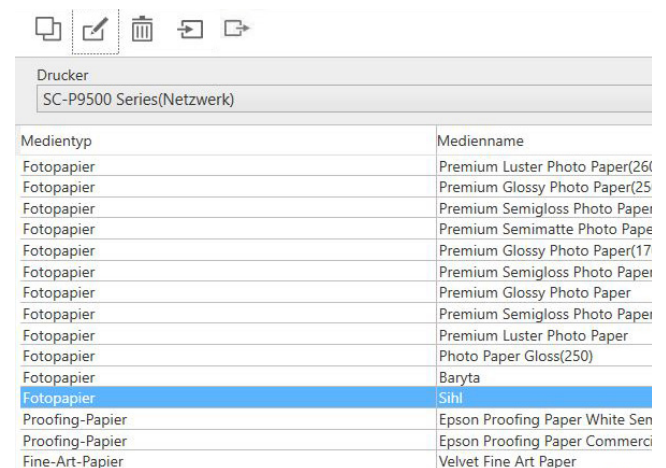 Drucker
SC-P9500 Series(Netzwerk)
Medientyp Medienname
Fotopapier Premium Luster Photo Paper(260
Fotopapier Premium Glossy Photo Paper(25
Fotopapier Premium Semigloss Photo Paper
Fotopapier Premium Semimatte Photo Pape
Fotopapier Premium Glossy Photo Paper(17
Fotopapier Premium Semigloss Photo Paper
Fotopapier Premium Glossy Photo Paper
Fotopapier Premium Semigloss Photo Paper
Fotopapier Premium Luster Photo Paper
Fotopapier Photo Paper Gloss(250)
Fotopapier Baryta
Fotopapier Sihl
Proofing-Papier Epson Proofing Paper White Sem
Proofing-Papier Epson Proofing Paper Commerci
Fine-Art-Papier Velvet Fine Art Paper